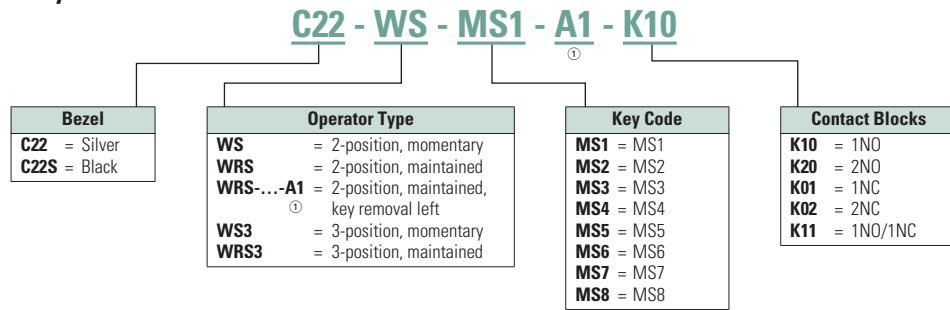 C22 - WS - MS1 - A1 - K10
①
Bezel
C22 = Silver
C22S = Black
Operator Type
WS = 2-position, momentary
WRS = 2-position, maintained
WRS-...-A1 = 2-position, maintained,
① key removal left
WS3 = 3-position, momentary
WRS3 = 3-position, maintained
Key Code
MS1 = MS1
MS2 = MS2
MS3 = MS3
MS4 = MS4
MS5 = MS5
MS6 = MS6
MS7 = MS7
MS8 = MS8
Contact Blocks
K10 = 1NO
K20 = 2NO
K01 = 1NC
K02 = 2NC
K11 = 1NO/1NC